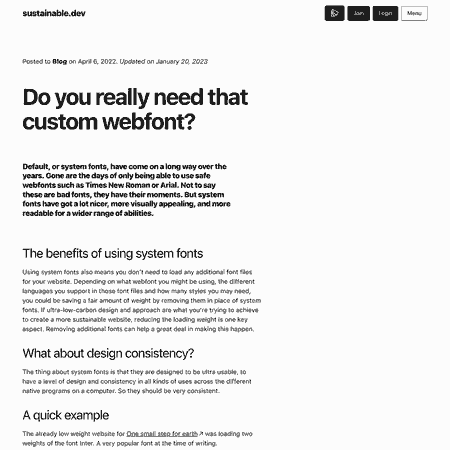 sustainable.dev
Join
Login
Menu
Posted to Blog on April 6, 2022. Updated on January 20, 2023
Do you really need that
custom webfont?
Default, or system fonts, have come on a long way over the
years. Gone are the days of only being able to use safe
webfonts such as Times New Roman or Arial. Not to say
these are bad fonts, they have their moments. But system
fonts have got a lot nicer, more visually appealing, and more
readable for a wider range of abilities.
The benefits of using system fonts
Using system fonts also means you don't need to load any additional font files
for your website. Depending on what webfont you might be using, the different
languages you support in those font files and how many styles you may need,
you could be saving a fair amount of weight by removing them in place of system
fonts. If ultra-low-carbon design and approach are what you're trying to achieve
to create a more sustainable website, reducing the loading weight is one key
aspect. Removing additional fonts can help a great deal in making this happen.
What about design consistency?
The thing about system fonts is that they are designed to be ultra usable, to
have a level of design and consistency in all kinds of uses across the different
native programs on a computer. So they should be very consistent.
A quick example
The already low weight website for One small step for earth ↗ was loading two
weights of the font Inter. A very popular font at the time of writing.